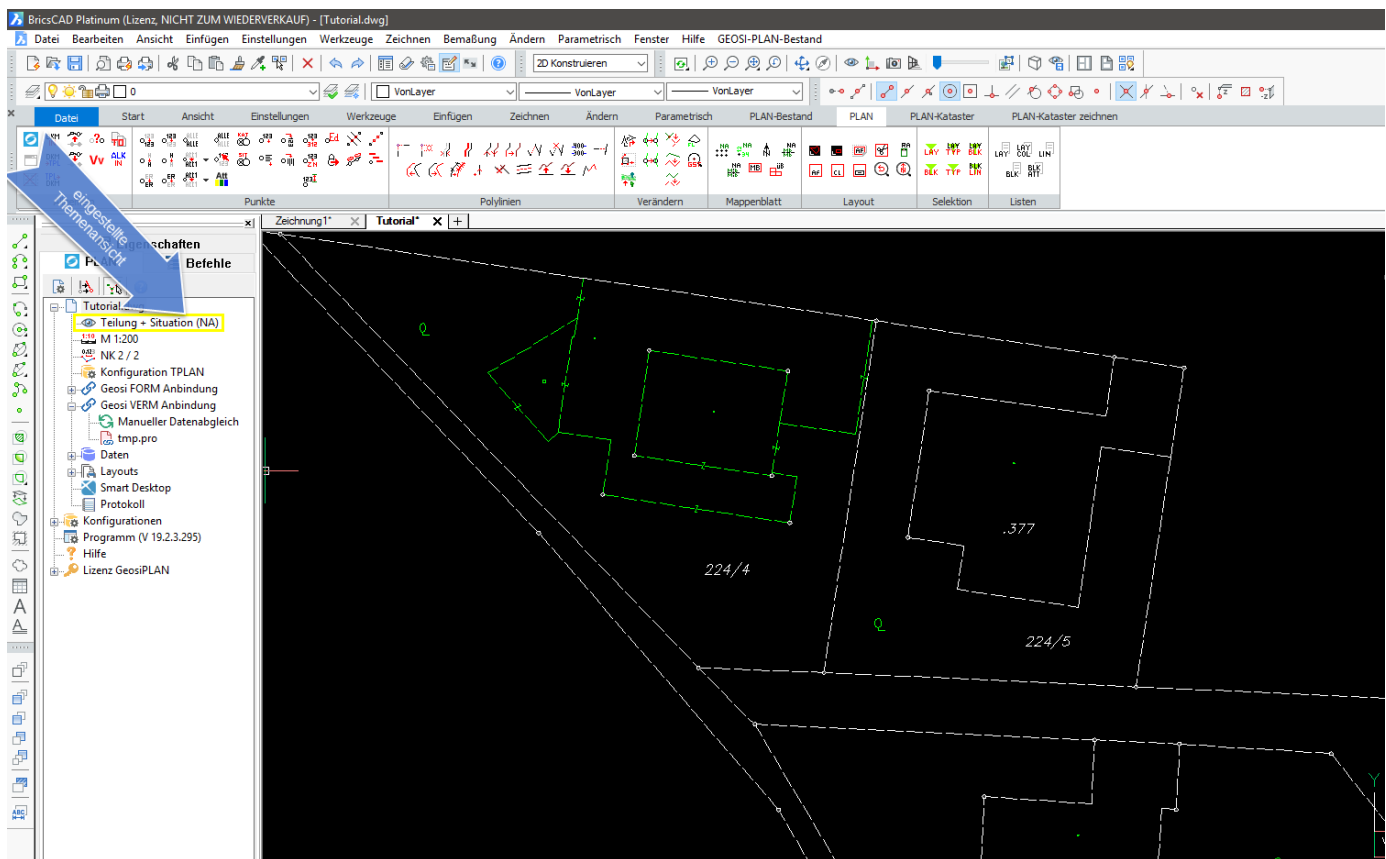 BricsCAD Platinum (Lizenz, NICHT ZUM WIEDERVERKAUF) - [Tutorial.dwg]
Datei Bearbeiten Ansicht Einfügen Einstellungen Werkzeuge Zeichnen Bemaßung Ändern Parametrisch Fenster Hilfe GEOSI-PLAN-Bestand
2D Konstruieren
0 VonLayer VonLayer VonLayer
Datei Start Ansicht Einstellungen Werkzeuge Einfügen Zeichnen Ändern Parametrisch PLAN-Bestand PLAN PLAN-Kataster PLAN-Kataster zeichnen
Punkte Polylinien Verändern Mappenblatt Layout Selektion Listen
Zeichnung1* Tutorial*
eingestellte
Themenansicht
Befehle
Teilung + Situation (NA)
M 1:200
NK 2 / 2
Konfiguration TPLAN
Geosi FORM Anbindung
Geosi VERM Anbindung
Manueller Datenabgleich
tmp.pro
Daten
Layouts
Smart Desktop
Protokoll
Konfigurationen
Programm (V 19.2.3.295)
Hilfe
Lizenz GeosiPLAN
.377
224/4
224/5
Y